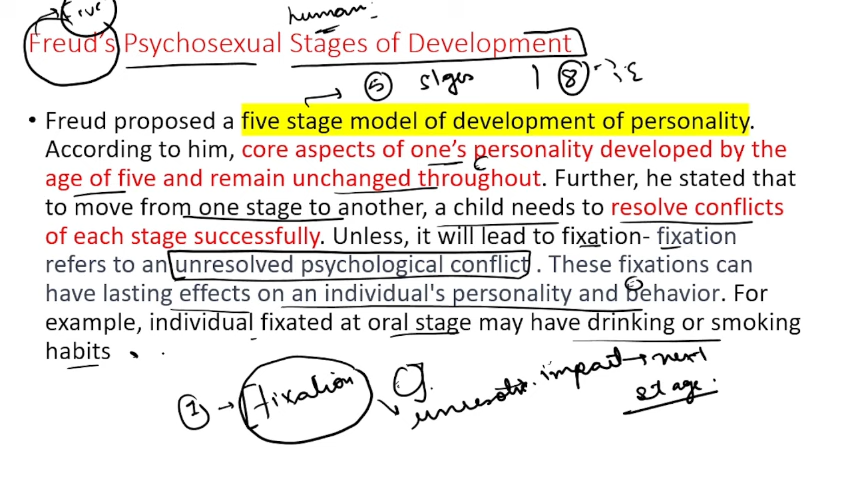 five
human
Freud's Psychosexual Stages of Development
5 stges 8
• Freud proposed a five stage model of development of personality.
According to him, core aspects of one's personality developed by the
age of five and remain unchanged throughout. Further, he stated that
to move from one stage to another, a child needs to resolve conflicts
of each stage successfully. Unless, it will lead to fixation- fixation
refers to an unresolved psychological conflict . These fixations can
have lasting effects on an individual's personality and behavior. For
example, individual fixated at oral stage may have drinking or smoking
habits
1 → [fixation impact → next
stage.